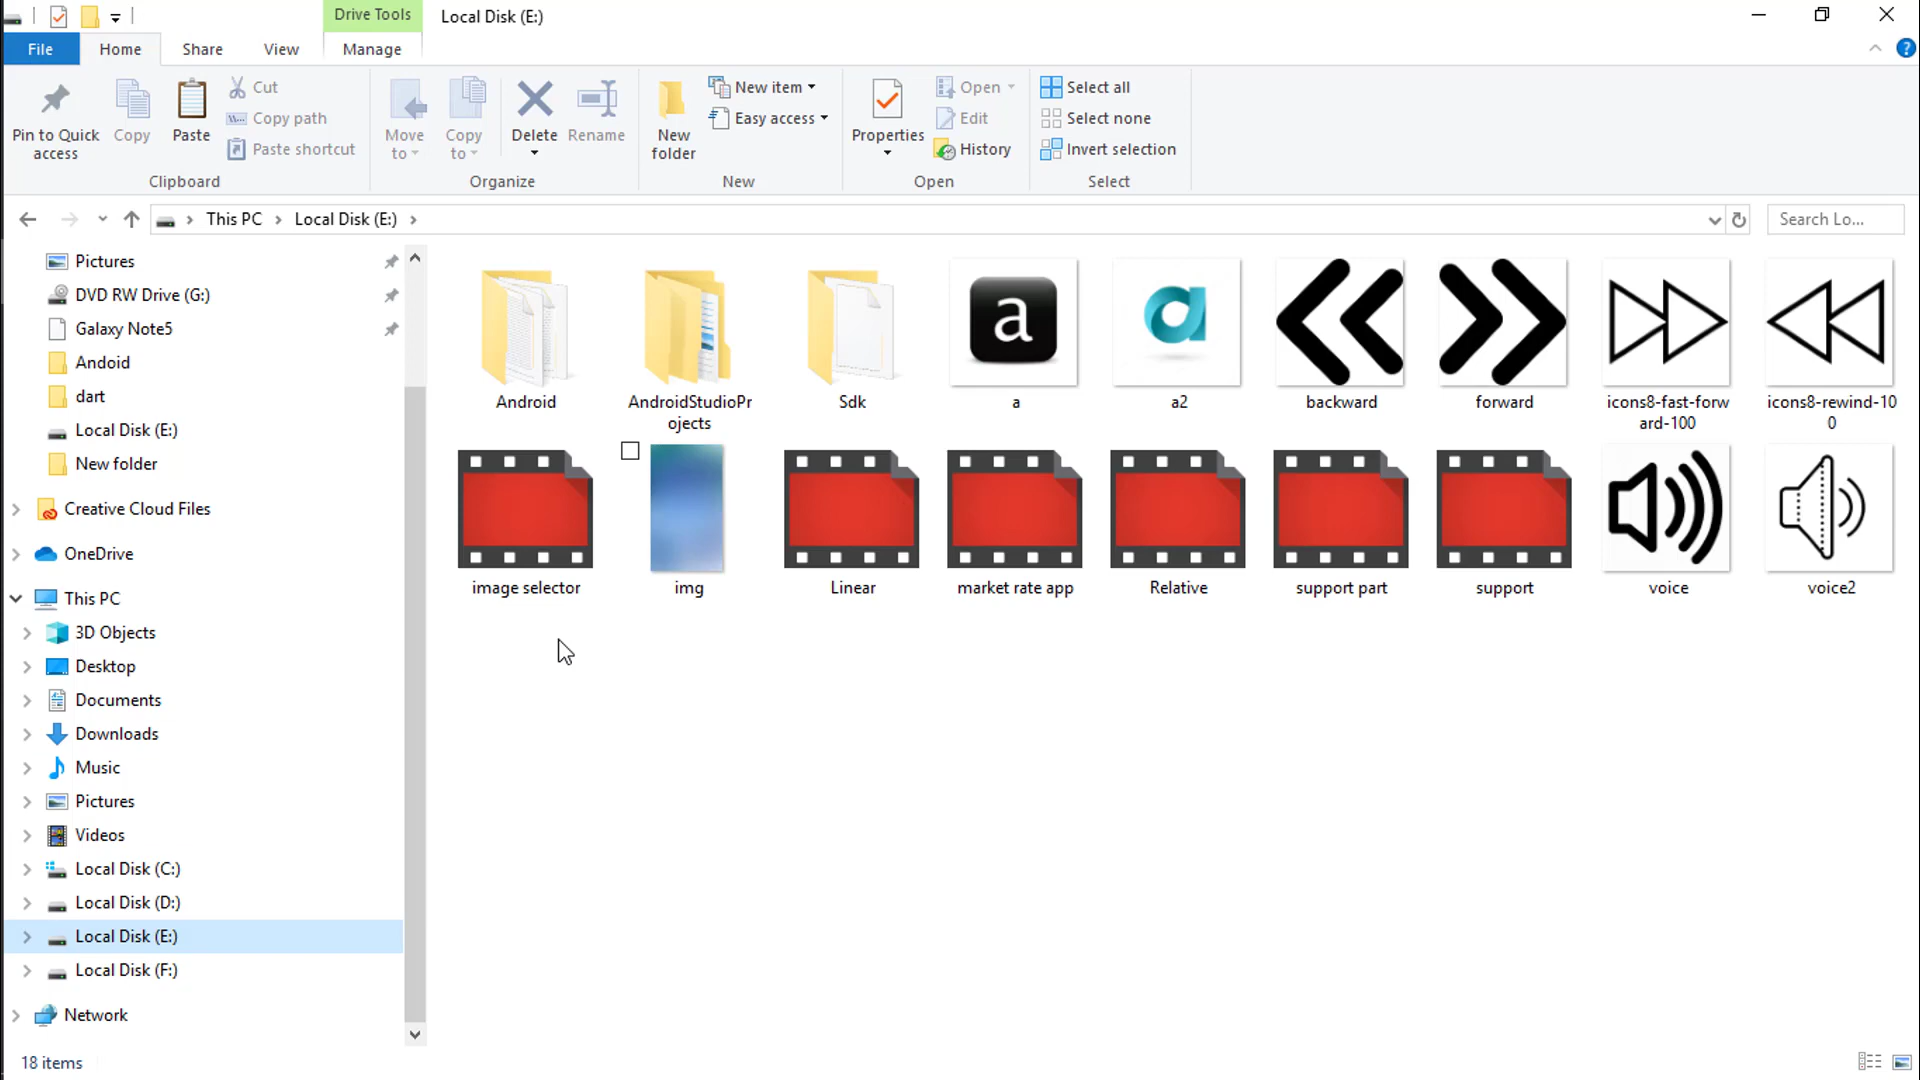 Drive Tools
Local Disk (E:)
File
Home
Share
View
Manage
Pin to Quick
access
Copy
Paste
Cut
Copy path
Paste shortcut
Clipboard
Move
to
Copy
to
Delete
Rename
Organize
New
folder
New item
Easy access
New
Properties
Open
Edit
History
Open
Select all
Select none
Invert selection
Select
This PC
Local Disk (E:)
Search Lo...
Pictures
DVD RW Drive (G:)
Galaxy Note5
Andoid
dart
Local Disk (E:)
New folder
Creative Cloud Files
OneDrive
This PC
3D Objects
Desktop
Documents
Downloads
Music
Pictures
Videos
Local Disk (C:)
Local Disk (D:)
Local Disk (E:)
Local Disk (F:)
Network
a
Android
AndroidStudioPr
ojects
Sdk
a
a2
backward
forward
icons8-fast-forw
ard-100
icons8-rewind-10
0
image selector
img
Linear
market rate app
Relative
support part
support
voice
voice2
18 items